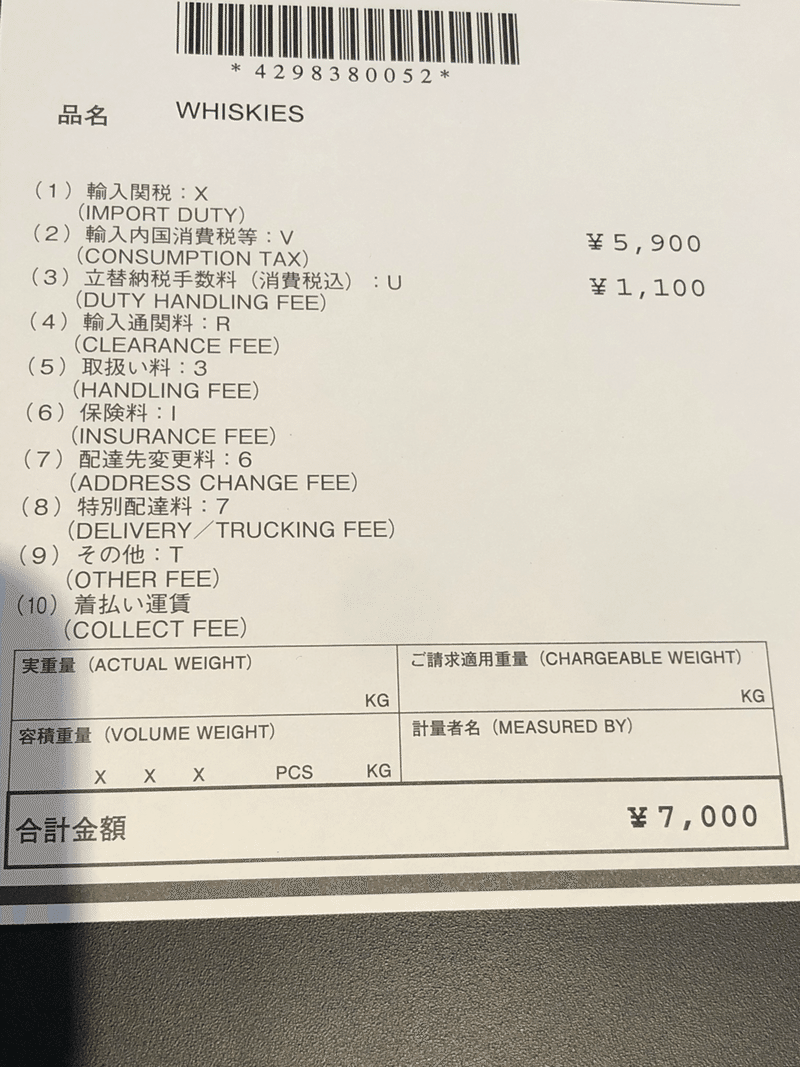 *4298380052*
品名 WHISKIES
(1) 輸入関税：X
(IMPORT DUTY)
(2) 輸入内国消費税等：V ¥5,900
(CONSUMPTION TAX)
(3) 立替納税手数料（消費税込）：U ¥1,100
(DUTY HANDLING FEE)
(4) 輸入通関料：R
(CLEARANCE FEE)
(5) 取扱い料：3
(HANDLING FEE)
(6) 保険料：I
(INSURANCE FEE)
(7) 配達先変更料：6
(ADDRESS CHANGE FEE)
(8) 特別配達料：7
(DELIVERY／TRUCKING FEE)
(9) その他：T
(OTHER FEE)
(10) 着払い運賃
(COLLECT FEE)
実重量（ACTUAL WEIGHT） ご請求適用重量（CHARGEABLE WEIGHT）
KG KG
容積重量（VOLUME WEIGHT） 計量者名（MEASURED BY）
X X X PCS KG
合計金額 ¥7,000